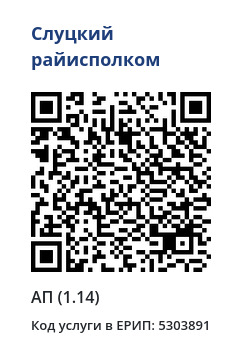 Слуцкий
райисполком
АП (1.14)
Код услуги в ЕРИП: 5303891